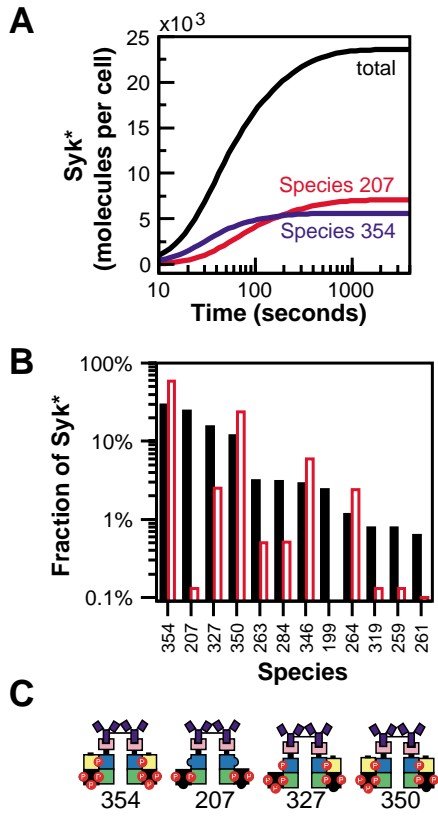 A
x10³
25
20
15
10
5
0
Syk*
(molecules per cell)
total
Species 207
Species 354
10
100
1000
Time (seconds)
B
100%
10%
1%
0.1%
Fraction of Syk*
354
207
327
350
263
284
346
199
264
319
259
261
Species
C
P P P P P P P P P P P P P P P P
354
207
327
350